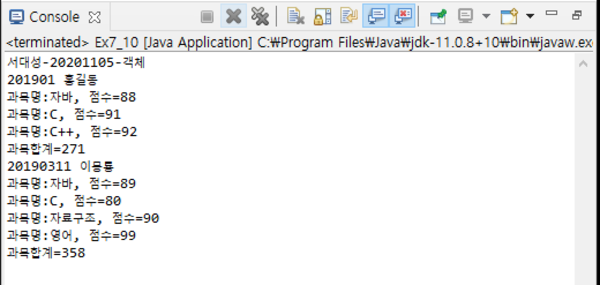 Console
<terminated> Ex7_10 [Java Application] C:₩Program Files₩Java₩jdk-11.0.8+10₩bin₩javaw.exe
서대성-20201105-객체
201901 홍길동
과목명:자바, 점수=88
과목명:C, 점수=91
과목명:C++, 점수=92
과목합계=271
20190311 이몽룡
과목명:자바, 점수=89
과목명:C, 점수=80
과목명:자료구조, 점수=90
과목명:영어, 점수=99
과목합계=358